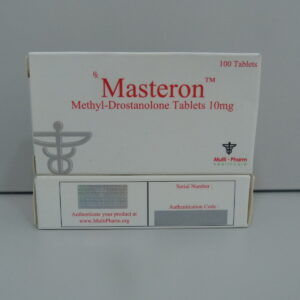 100 Tablets
℞
Masteron™
Methyl-Drostanolone Tablets 10mg
Multi - Pharm
HEALTHCARE
Serial Number :
Authenticate your product at
www.MultiPharm.org
Authentication Code :